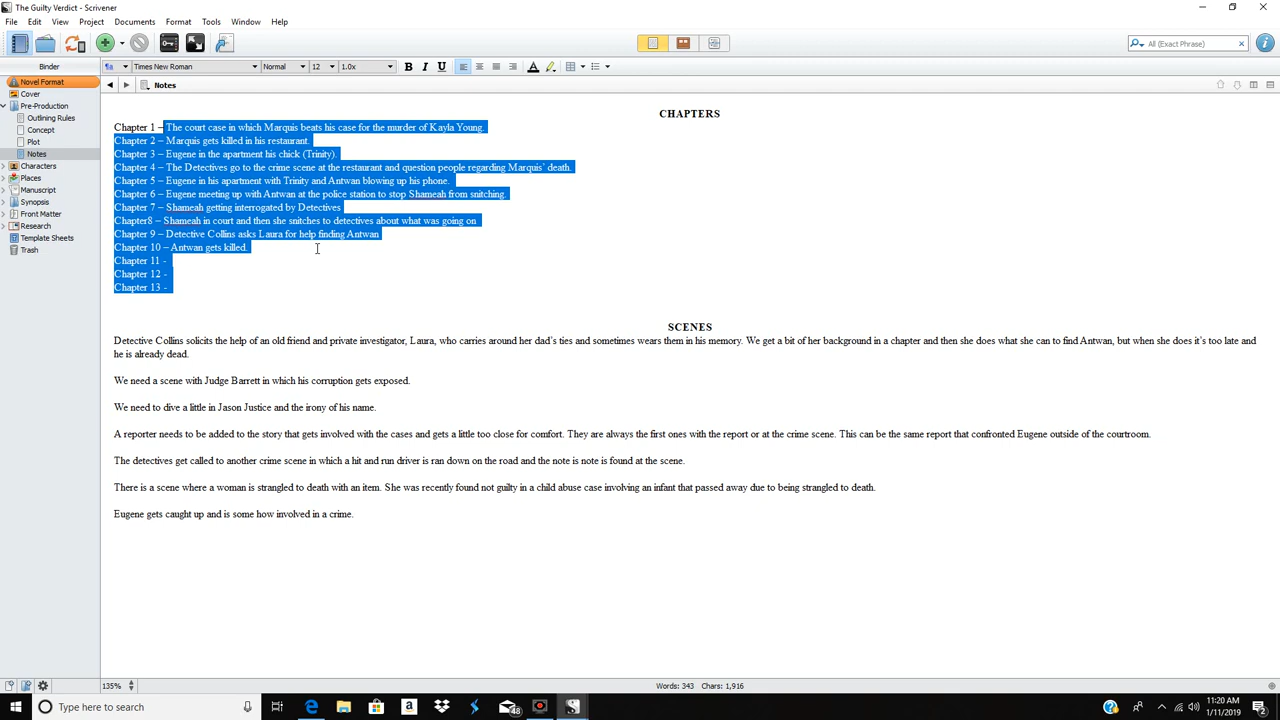 The Guilty Verdict - Scrivener
File Edit View Project Documents Format Tools Window Help
All (Exact Phrase)
Binder
Times New Roman Normal 12 1.0x B I U A
Novel Format
Notes
Cover
Pre-Production
Outlining Rules
Concept
Plot
Notes
Characters
Places
Manuscript
Synopsis
Front Matter
Research
Template Sheets
Trash
CHAPTERS
Chapter 1 – The court case in which Marquis beats his case for the murder of Kayla Young.
Chapter 2 – Marquis gets killed in his restaurant.
Chapter 3 – Eugene in the apartment his chick (Trinity).
Chapter 4 – The Detectives go to the crime scene at the restaurant and question people regarding Marquis’ death.
Chapter 5 – Eugene in his apartment with Trinity and Antwan blowing up his phone.
Chapter 6 – Eugene meeting up with Antwan at the police station to stop Shameah from snitching.
Chapter 7 – Shameah getting interrogated by Detectives
Chapter8 – Shameah in court and then she snitches to detectives about what was going on
Chapter 9 – Detective Collins asks Laura for help finding Antwan
Chapter 10 – Antwan gets killed.
Chapter 11 -
Chapter 12 -
Chapter 13 -
SCENES
Detective Collins solicits the help of an old friend and private investigator, Laura, who carries around her dad’s ties and sometimes wears them in his memory. We get a bit of her background in a chapter and then she does what she can to find Antwan, but when she does it’s too late and
he is already dead.
We need a scene with Judge Barrett in which his corruption gets exposed.
We need to dive a little in Jason Justice and the irony of his name.
A reporter needs to be added to the story that gets involved with the cases and gets a little too close for comfort. They are always the first ones with the report or at the crime scene. This can be the same report that confronted Eugene outside of the courtroom.
The detectives get called to another crime scene in which a hit and run driver is ran down on the road and the note is note is found at the scene.
There is a scene where a woman is strangled to death with an item. She was recently found not guilty in a child abuse case involving an infant that passed away due to being strangled to death.
Eugene gets caught up and is some how involved in a crime.
135% Words: 343 Chars: 1,916
Type here to search
48
11:20 AM
1/11/2019
2